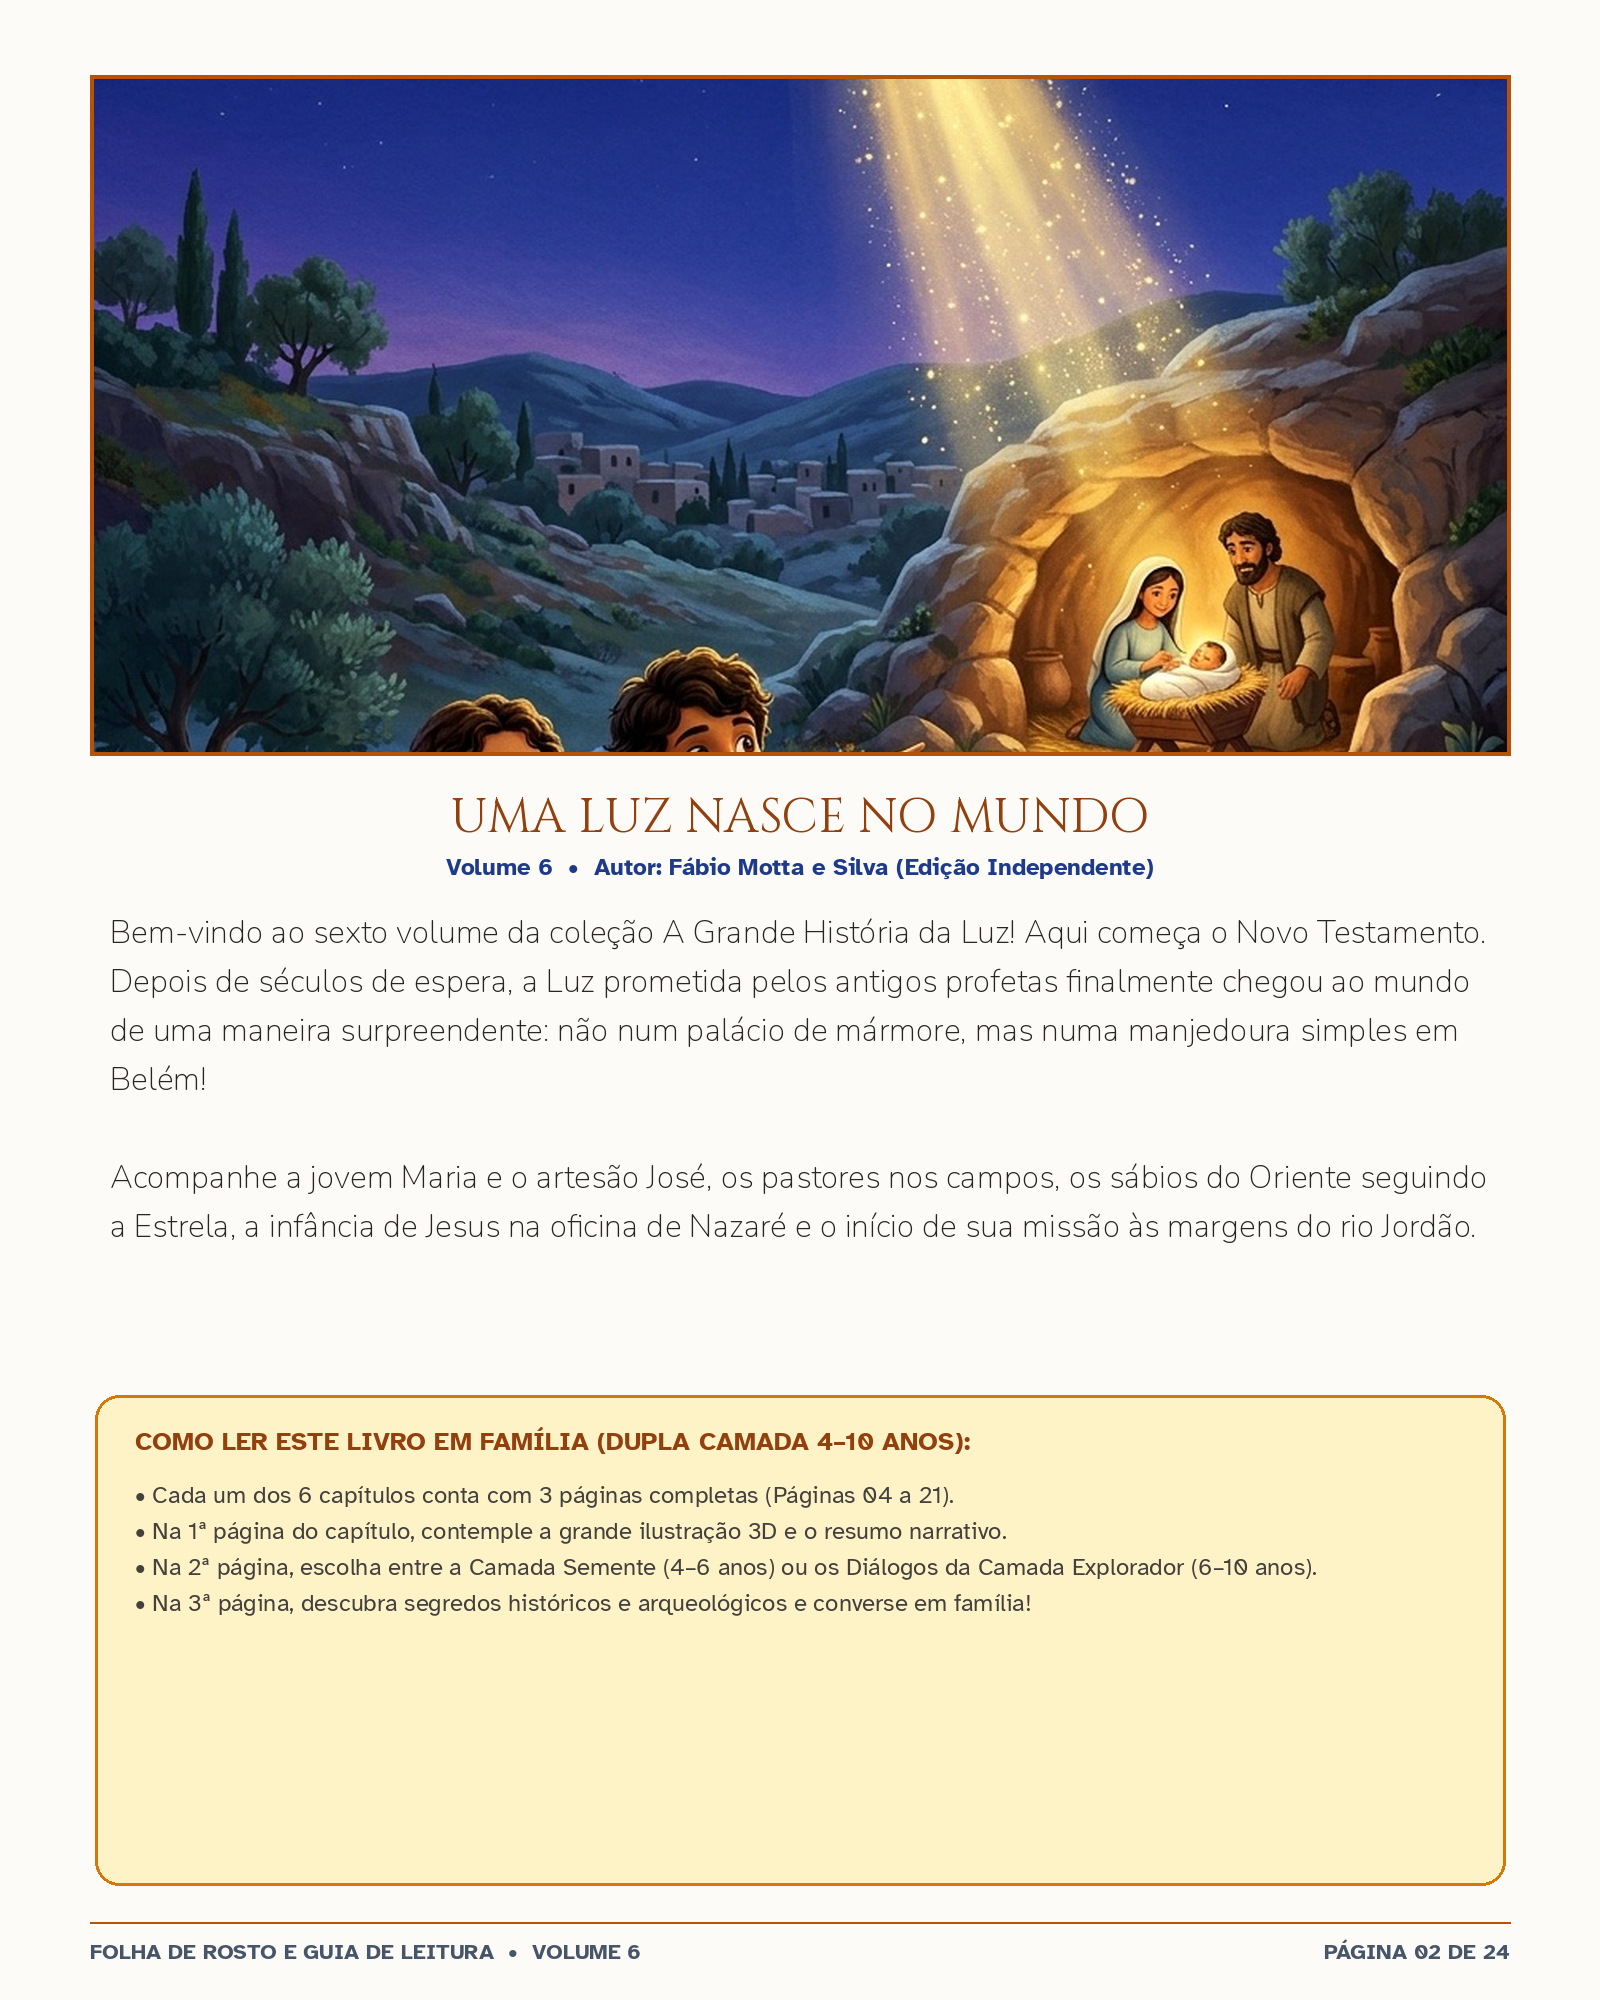 UMA LUZ NASCE NO MUNDO
Volume 6 • Autor: Fábio Motta e Silva (Edição Independente)
Bem-vindo ao sexto volume da coleção A Grande História da Luz! Aqui começa o Novo Testamento.
Depois de séculos de espera, a Luz prometida pelos antigos profetas finalmente chegou ao mundo
de uma maneira surpreendente: não num palácio de mármore, mas numa manjedoura simples em
Belém!
Acompanhe a jovem Maria e o artesão José, os pastores nos campos, os sábios do Oriente seguindo
a Estrela, a infância de Jesus na oficina de Nazaré e o início de sua missão às margens do rio Jordão.
COMO LER ESTE LIVRO EM FAMÍLIA (DUPLA CAMADA 4–10 ANOS):
• Cada um dos 6 capítulos conta com 3 páginas completas (Páginas 04 a 21).
• Na 1ª página do capítulo, contemple a grande ilustração 3D e o resumo narrativo.
• Na 2ª página, escolha entre a Camada Semente (4–6 anos) ou os Diálogos da Camada Explorador (6–10 anos).
• Na 3ª página, descubra segredos históricos e arqueológicos e converse em família!
FOLHA DE ROSTO E GUIA DE LEITURA • VOLUME 6
PÁGINA 02 DE 24